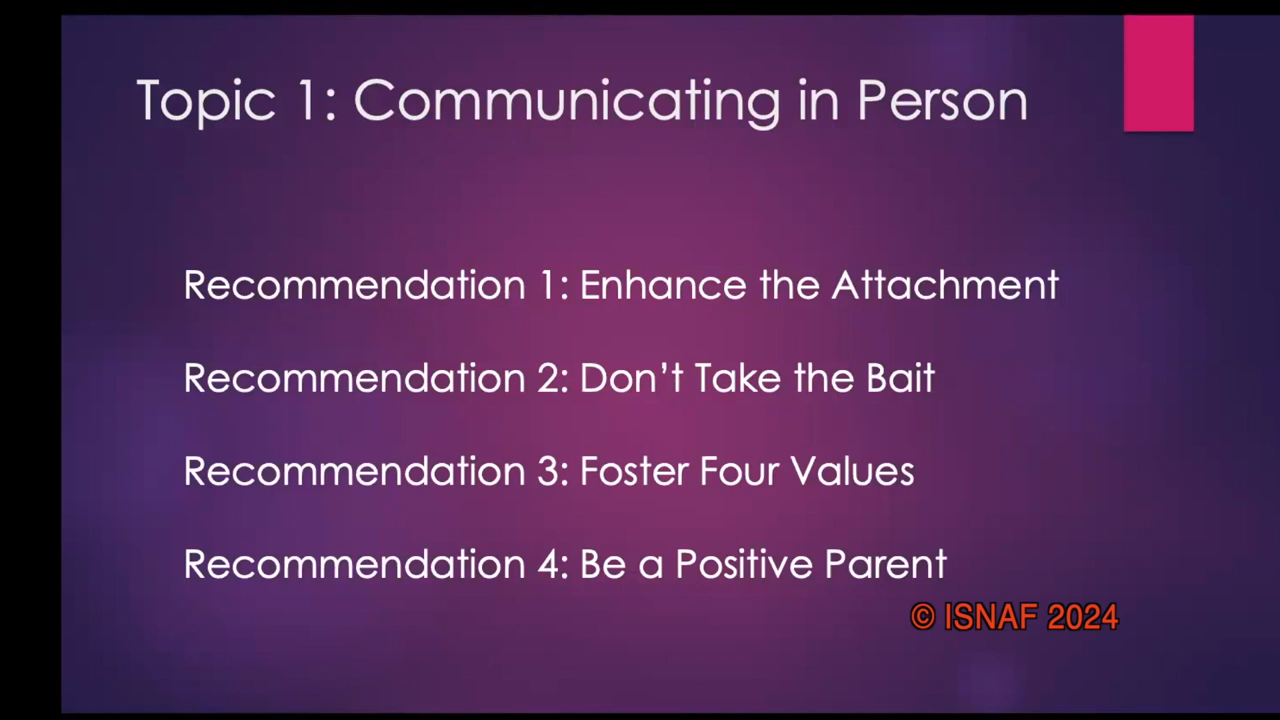 Topic 1: Communicating in Person
Recommendation 1: Enhance the Attachment
Recommendation 2: Don’t Take the Bait
Recommendation 3: Foster Four Values
Recommendation 4: Be a Positive Parent
© ISNAF 2024